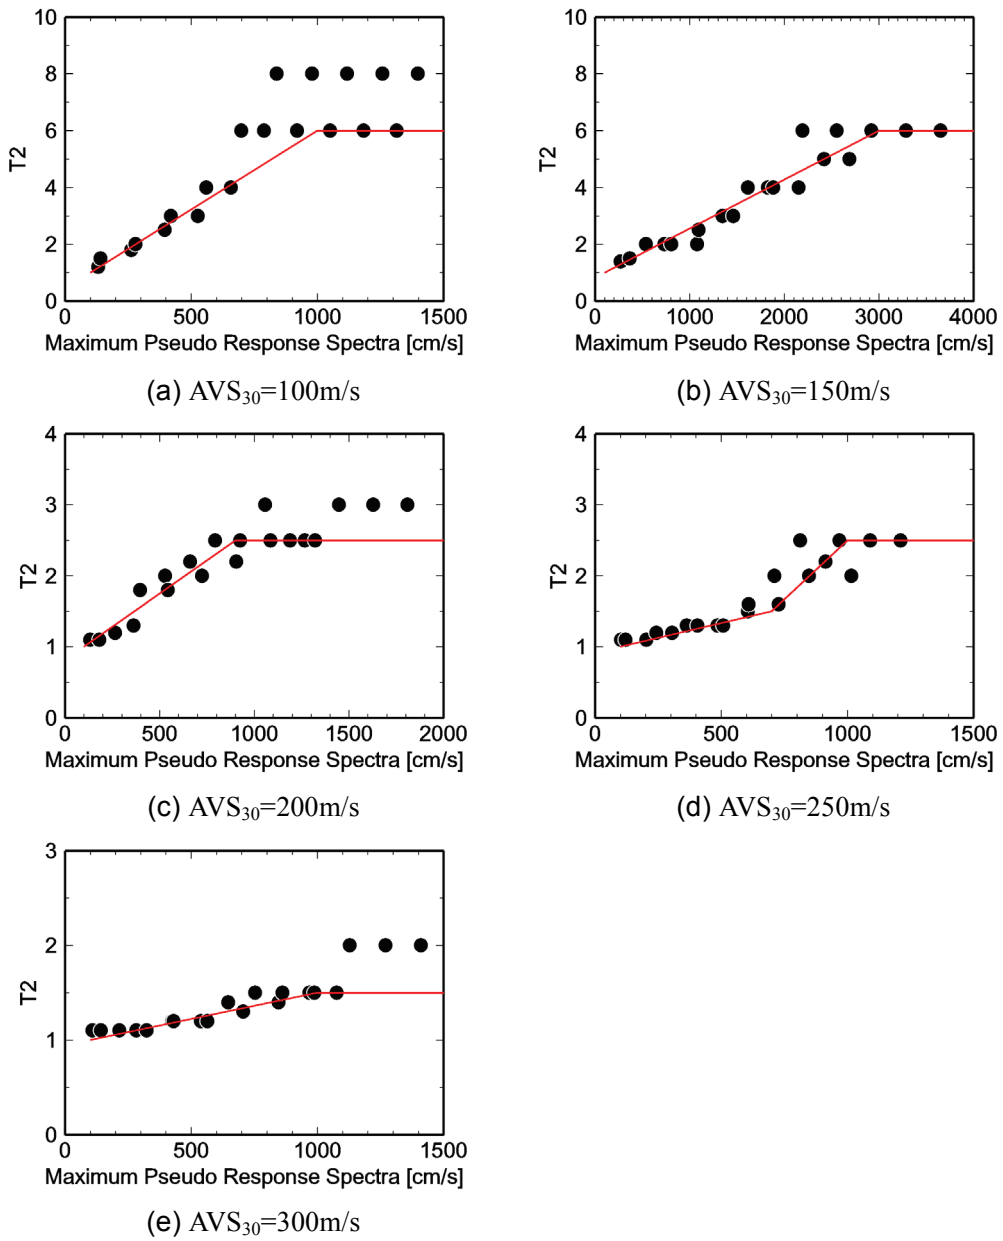 10
8
6
4
2
0
T2
0 500 1000 1500
Maximum Pseudo Response Spectra [cm/s]
(a) AVS30=100m/s
10
8
6
4
2
0
T2
0 1000 2000 3000 4000
Maximum Pseudo Response Spectra [cm/s]
(b) AVS30=150m/s
4
3
2
1
0
T2
0 500 1000 1500 2000
Maximum Pseudo Response Spectra [cm/s]
(c) AVS30=200m/s
4
3
2
1
0
T2
0 500 1000 1500
Maximum Pseudo Response Spectra [cm/s]
(d) AVS30=250m/s
3
2
1
0
T2
0 500 1000 1500
Maximum Pseudo Response Spectra [cm/s]
(e) AVS30=300m/s